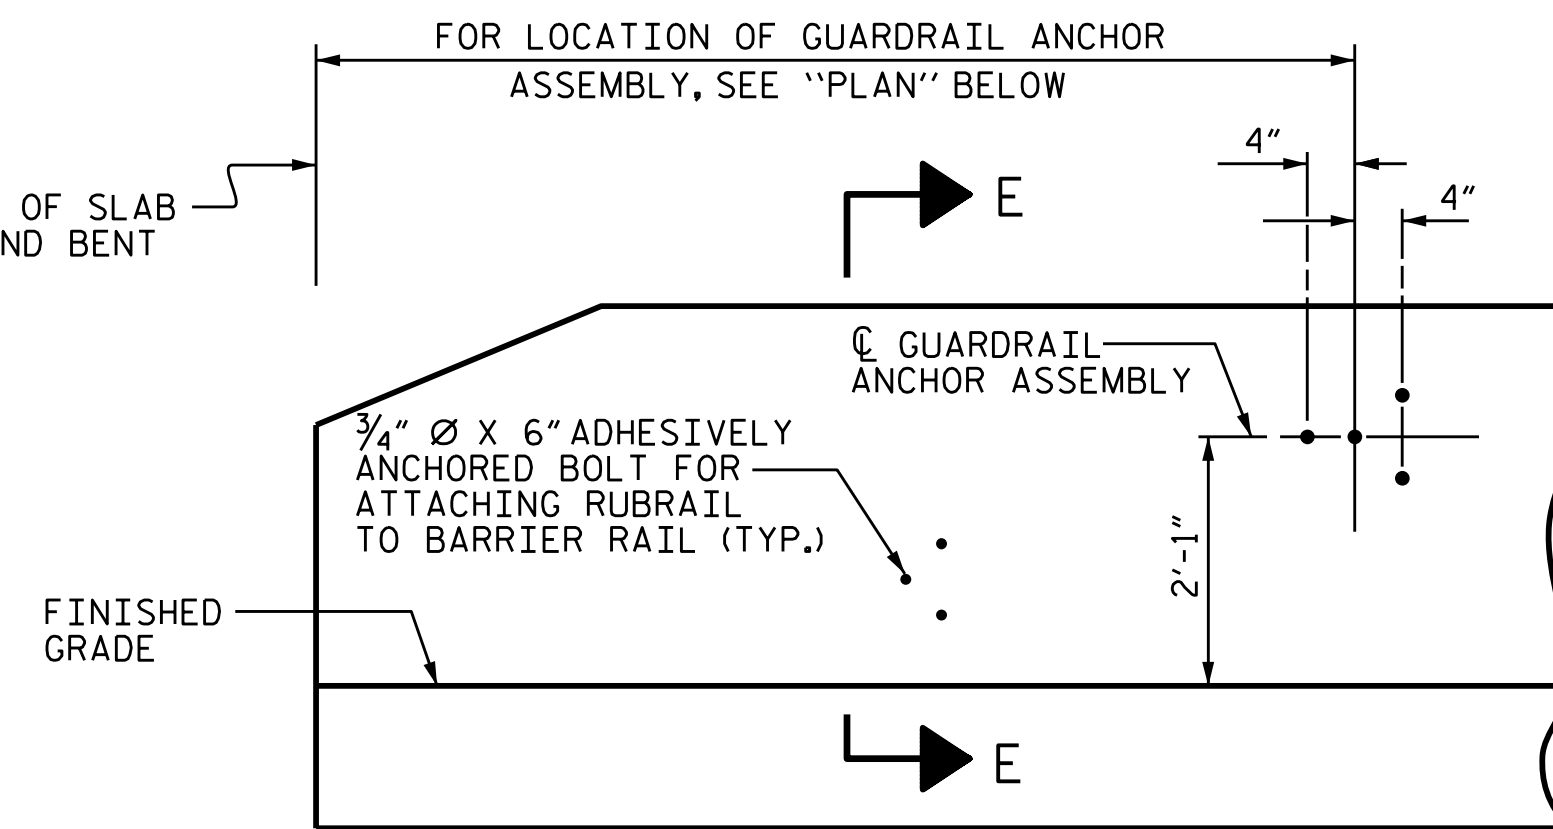 FOR LOCATION OF GUARDRAIL ANCHOR
ASSEMBLY, SEE ‵‵PLAN′′ BELOW
4″
4″
OF SLAB
ND BENT
E
℄ GUARDRAIL
ANCHOR ASSEMBLY
3/4″ Ø X 6″ ADHESIVELY
ANCHORED BOLT FOR
ATTACHING RUBRAIL
TO BARRIER RAIL (TYP.)
2′-1″
FINISHED
GRADE
E